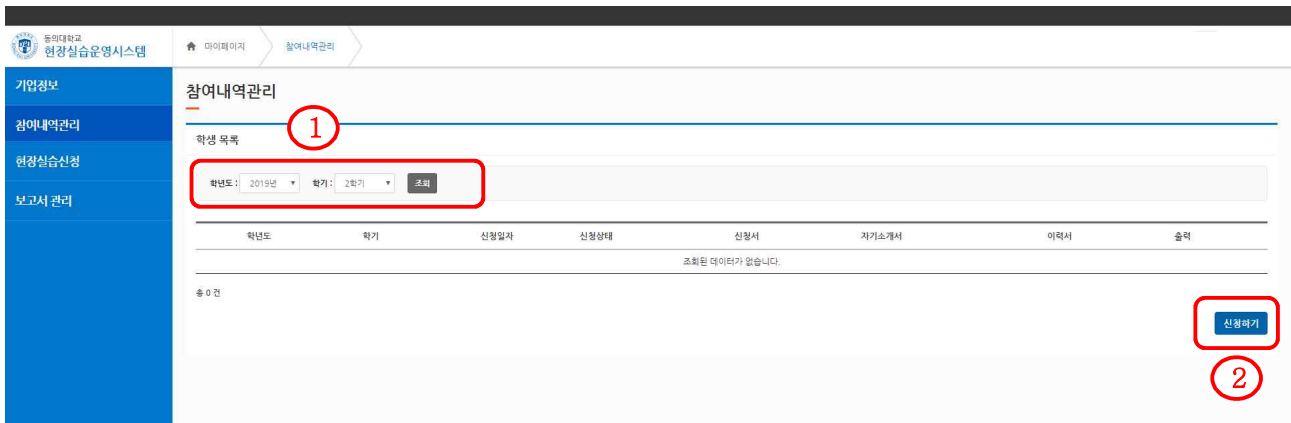 동의대학교
현장실습운영시스템
마이페이지 참여내역관리
기업정보
참여내역관리
현장실습신청
보고서 관리
참여내역관리
1
학생 목록
학년도 : 2019년 학기 : 2학기 조회
학년도 학기 신청일자 신청상태 신청서 자기소개서 이력서 출력
조회된 데이터가 없습니다.
총 0 건
신청하기
2